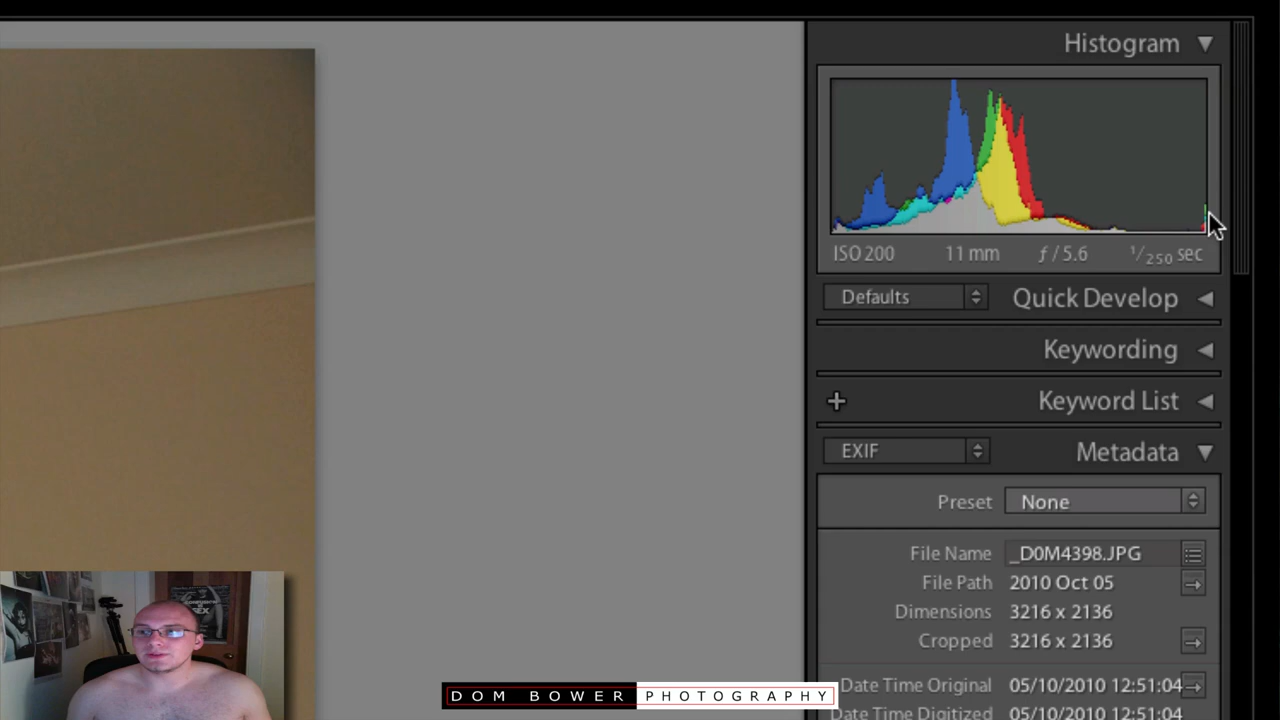 Histogram
ISO 200 11 mm ƒ / 5.6 1/250 sec
Defaults Quick Develop
Keywording
Keyword List
EXIF Metadata
Preset None
File Name _D0M4398.JPG
File Path 2010 Oct 05
Dimensions 3216 x 2136
Cropped 3216 x 2136
Date Time Original 05/10/2010 12:51:04
Date Time Digitized 05/10/2010 12:51:04
DOM BOWER PHOTOGRAPHY